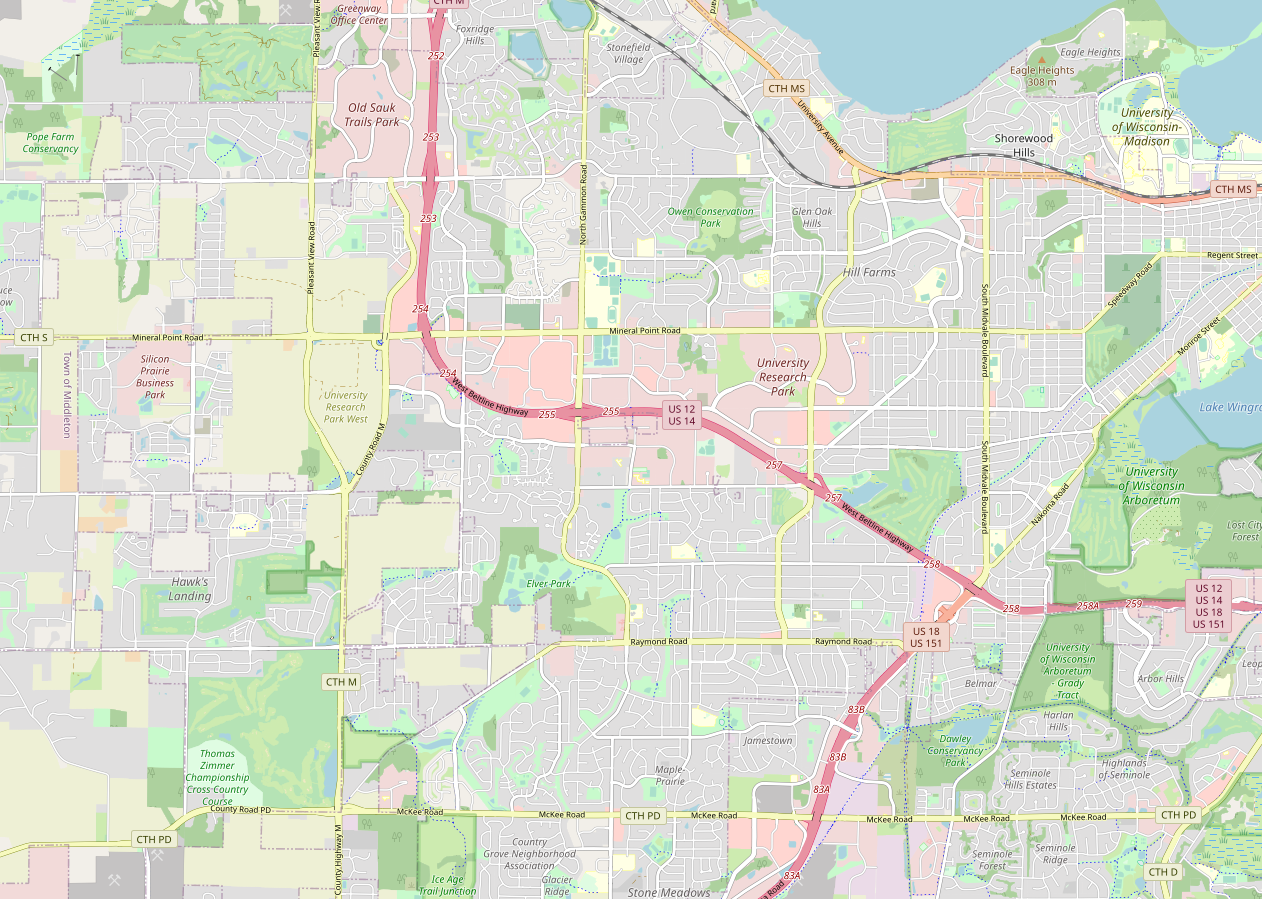 CTH M
Greenway
Office Center
Pleasant View R
Foxridge
Hills
252
Stonefield
Village
Eagle Heights
Eagle Heights
308 m
CTH MS
University Avenue
Old Sauk
Trails Park
University
of Wisconsin-
Madison
Shorewood
Hills
Pope Farm
Conservancy
253
CTH MS
North Gammon Road
Owen Conservation
Park
Glen Oak
Hills
253
Pleasant View Road
Regent Street
Hill Farms
Speedway Road
uce
ow
254
South Midvale Boulevard
Monroe Street
CTH S
Mineral Point Road
Mineral Point Road
Town of Middleton
Silicon
Prairie
Business
Park
254
West Beltline Highway
University
Research
Park
University
Research
Park West
255
255
US 12
US 14
Lake Wingra
County Road M
257
257
South Midvale Boulevard
University
of Wisconsin
Arboretum
West Beltline Highway
Nakoma Road
Lost City
Forest
258
Hawk's
Landing
Elver Park
258
258A
259
US 12
US 14
US 18
US 151
US 18
US 151
Raymond Road
Raymond Road
University
of Wisconsin
Arboretum
- Grady
Tract
Leop
Arbor Hills
CTH M
Belmar
83B
Harlan
Hills
Jamestown
Dawley
Conservancy
Park
83B
Thomas
Zimmer
Championship
Cross Country
Course
Maple-
Prairie
Seminole
Hills Estates
Highlands
of-Seminole
83A
County Road PD
McKee Road
McKee Road
CTH PD
McKee Road
McKee Road
McKee Road
McKee Road
CTH PD
CTH PD
County Highway M
Country
Grove Neighborhood
Association
Seminole
Forest
Seminole
Ridge
CTH D
Ice Age
Trail Junction
Glacier
Ridge
Stone Meadows
83A
a Road